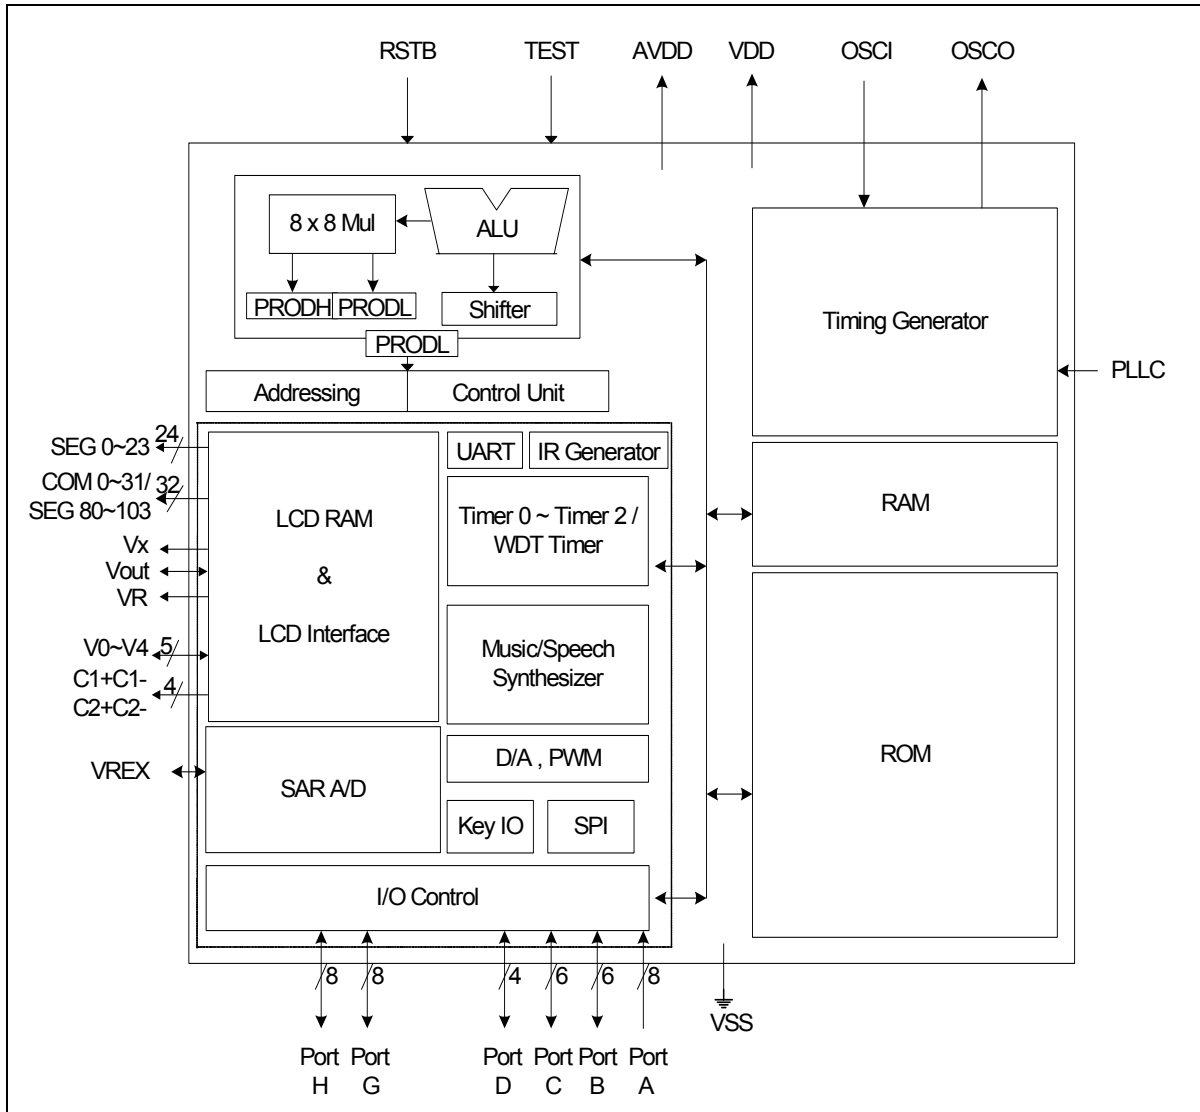 RSTB TEST AVDD VDD OSCI OSCO
8 x 8 Mul
ALU
PRODH
PRODL
Shifter
PRODL
Addressing
Control Unit
Timing Generator
PLLC
SEG 0~23
24
COM 0~31/
32
SEG 80~103
Vx
Vout
VR
V0~V4
5
C1+C1-
4
C2+C2-
VREX
LCD RAM
&
LCD Interface
UART
IR Generator
Timer 0 ~ Timer 2 /
WDT Timer
Music/Speech
Synthesizer
D/A , PWM
SAR A/D
Key IO
SPI
I/O Control
RAM
ROM
8 8 4 6 6 8
VSS
Port Port Port Port Port Port
H G D C B A